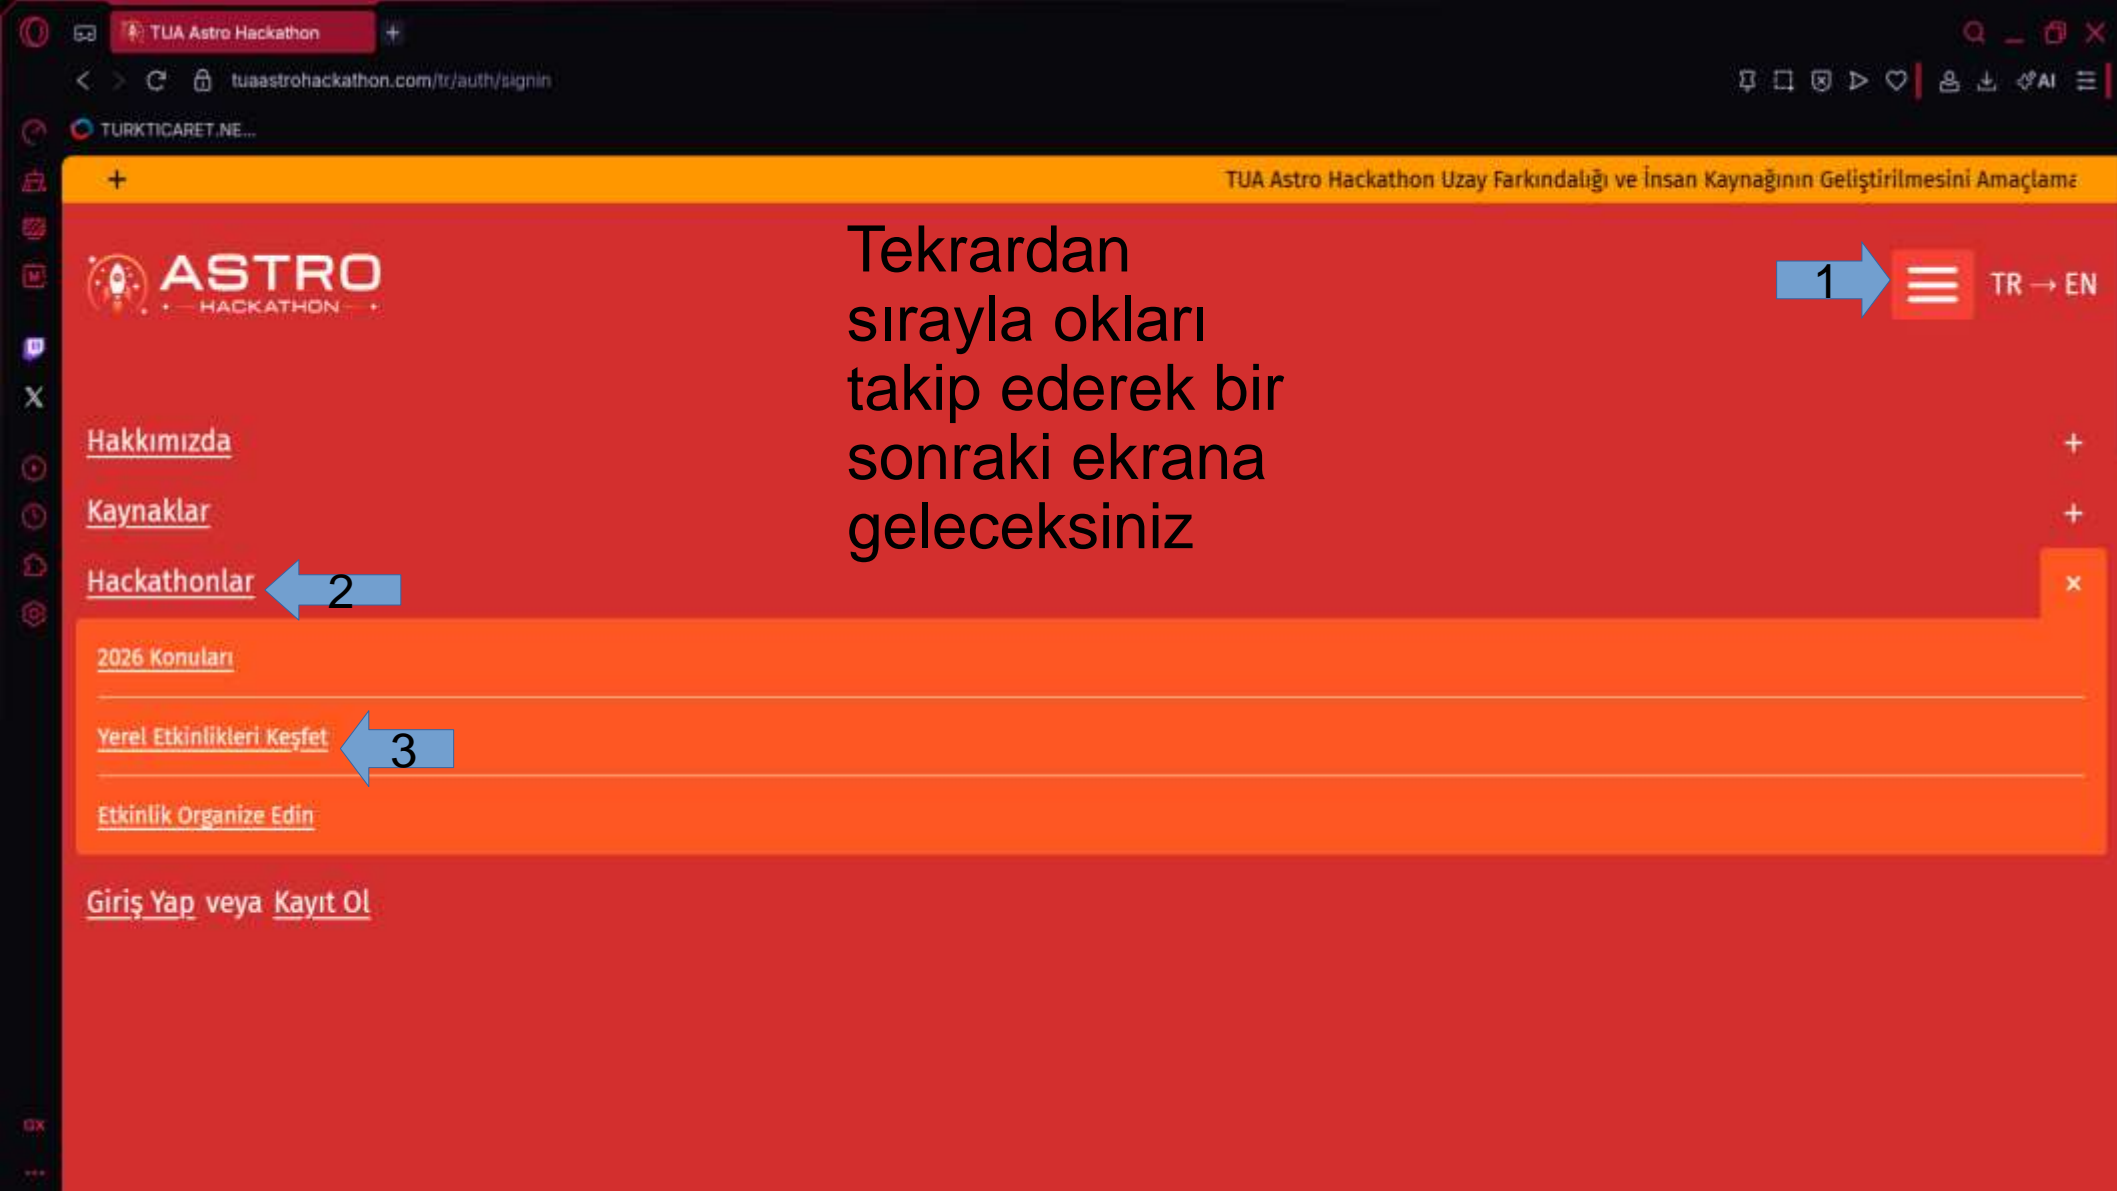 TUA Astro Hackathon
tuaastrohackathon.com/tr/auth/signin
AI
TURKTICARET.NE...
TUA Astro Hackathon Uzay Farkındalığı ve İnsan Kaynağının Geliştirilmesini Amaçlama
ASTRO
HACKATHON
Tekrardan
sırayla okları
takip ederek bir
sonraki ekrana
geleceksiniz
1
TR → EN
Hakkımızda
Kaynaklar
Hackathonlar
2
2026 Konuları
Yerel Etkinlikleri Keşfet
3
Etkinlik Organize Edin
Giriş Yap veya Kayıt Ol
GX